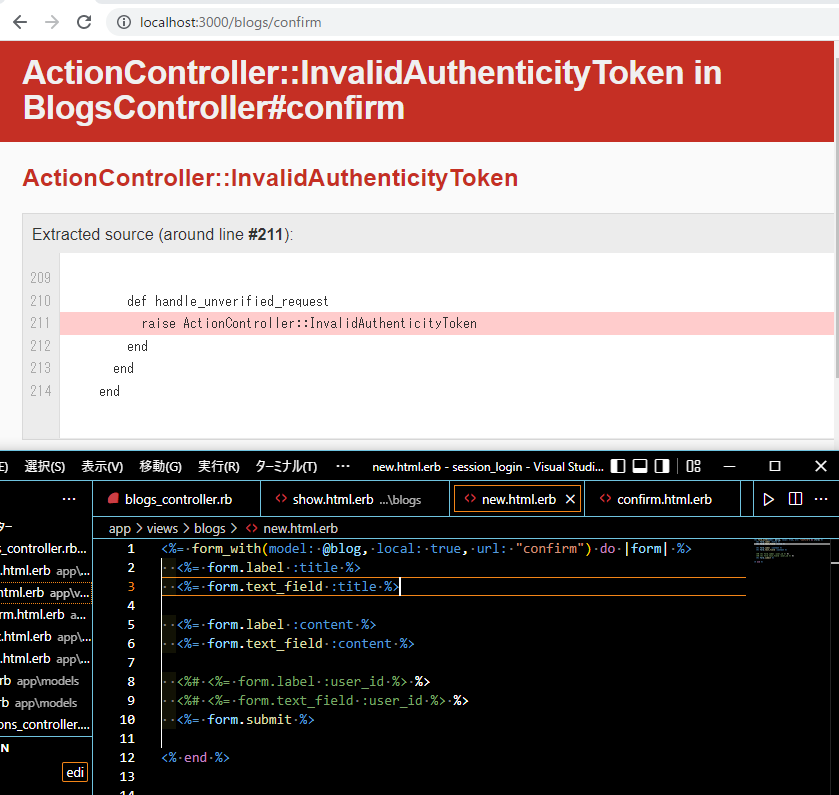 localhost:3000/blogs/confirm
ActionController::InvalidAuthenticityToken in
BlogsController#confirm
ActionController::InvalidAuthenticityToken
Extracted source (around line #211):
209
210 def handle_unverified_request
211 raise ActionController::InvalidAuthenticityToken
212 end
213 end
214 end
E) 選択(S) 表示(V) 移動(G) 実行(R) ターミナル(T) ··· new.html.erb - session_login - Visual Studi...
··· blogs_controller.rb <> show.html.erb ...\blogs <> new.html.erb × <> confirm.html.erb ···
ター
app > views > blogs > <> new.html.erb
s_controller.rb...
.html.erb app\...
html.erb app\v...
rm.html.erb a...
t.html.erb app\...
.html.erb app\...
rb app\models
rb app\models
ons_controller....
N
edi
1 <%= form_with(model: @blog, local: true, url: "confirm") do |form| %>
2 <%= form.label :title %>
3 <%= form.text_field :title %>
4
5 <%= form.label :content %>
6 <%= form.text_field :content %>
7
8 <%# <%= form.label :user_id %> %>
9 <%# <%= form.text_field :user_id %> %>
10 <%= form.submit %>
11
12 <% end %>
13
14